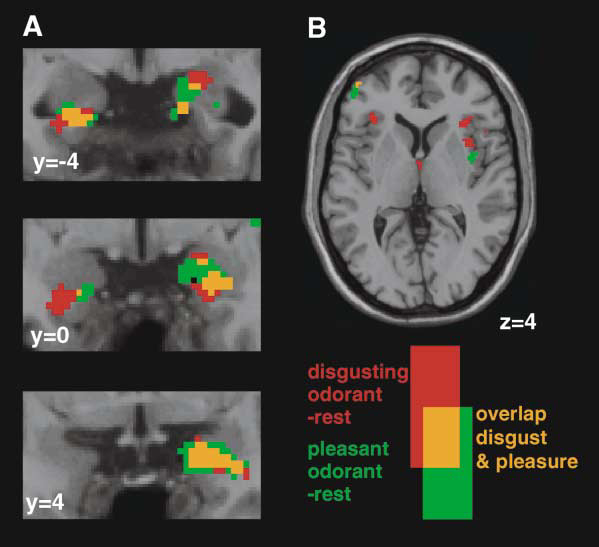 A
B
y=-4
y=0
y=4
z=4
disgusting
odorant
-rest
pleasant
odorant
-rest
overlap
disgust
& pleasure